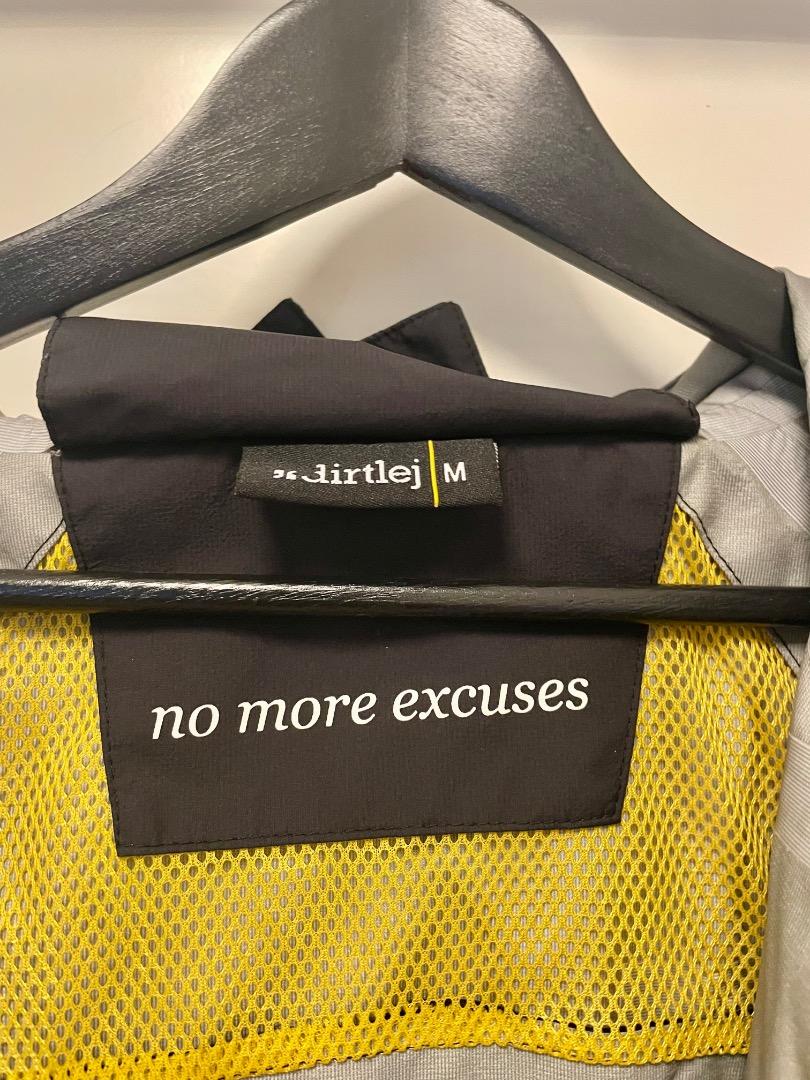 dirtlej M
no more excuses